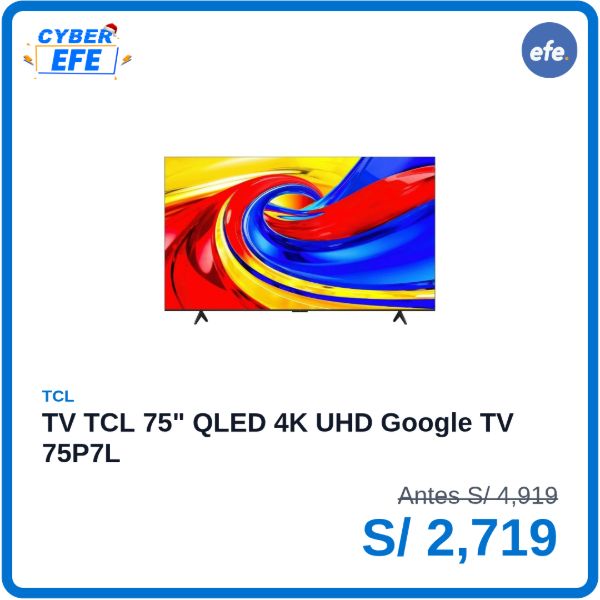 CYBER
EFE
efe.
TCL
TV TCL 75" QLED 4K UHD Google TV
75P7L
Antes S/ 4,919
S/ 2,719